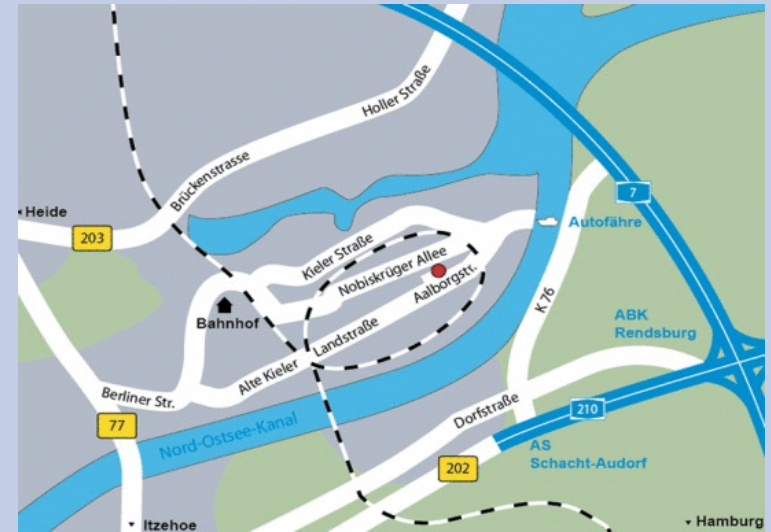 Holler Straße
Brückenstrasse
Heide
203
7
Autofähre
Kieler Straße
Nobiskrüger Allee
Aalborgstr.
K 76
Bahnhof
Landstraße
Alte Kieler
ABK
Rendsburg
Berliner Str.
77
Nord-Ostsee-Kanal
Dorfstraße
210
AS
Schacht-Audorf
202
Itzehoe
Hamburg